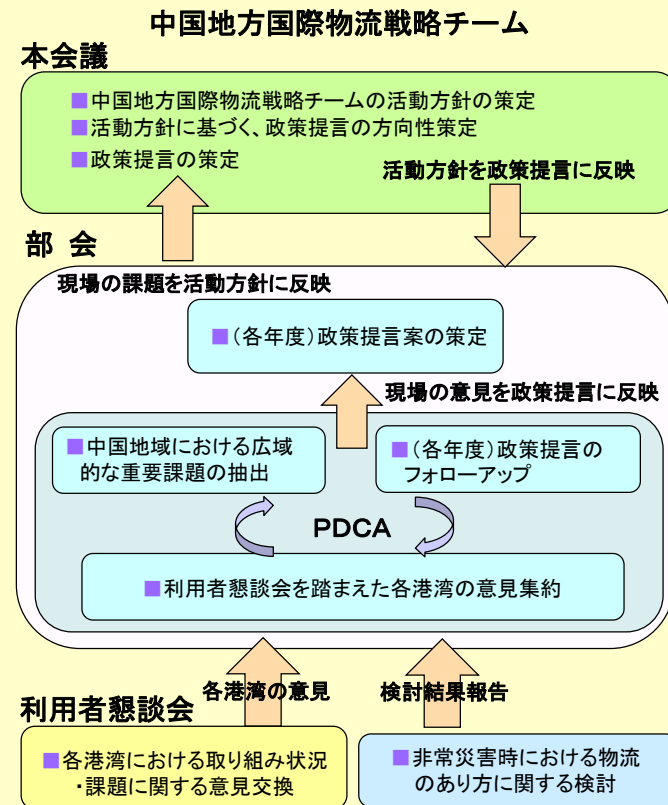 中国地方国際物流戦略チーム
本会議
■中国地方国際物流戦略チームの活動方針の策定
■活動方針に基づく、政策提言の方向性策定
■政策提言の策定
活動方針を政策提言に反映
部 会
現場の課題を活動方針に反映
■(各年度)政策提言案の策定
現場の意見を政策提言に反映
■中国地域における広域
的な重要課題の抽出
■(各年度)政策提言の
フォローアップ
PDCA
■利用者懇談会を踏まえた各港湾の意見集約
各港湾の意見
検討結果報告
利用者懇談会
■各港湾における取り組み状況
・課題に関する意見交換
■非常災害時における物流
のあり方に関する検討